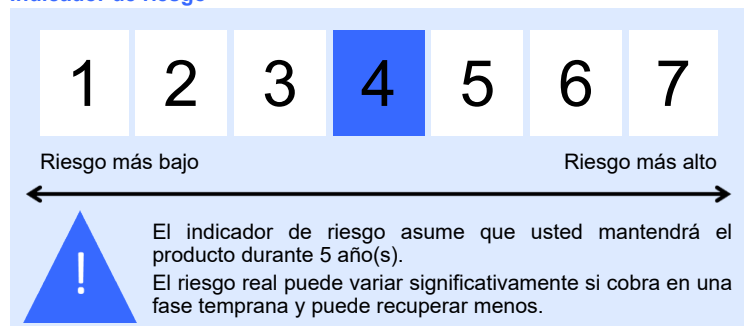 Indicador de Riesgo
1 2 3 4 5 6 7
Riesgo más bajo Riesgo más alto
!
El indicador de riesgo asume que usted mantendrá el
producto durante 5 año(s).
El riesgo real puede variar significativamente si cobra en una
fase temprana y puede recuperar menos.